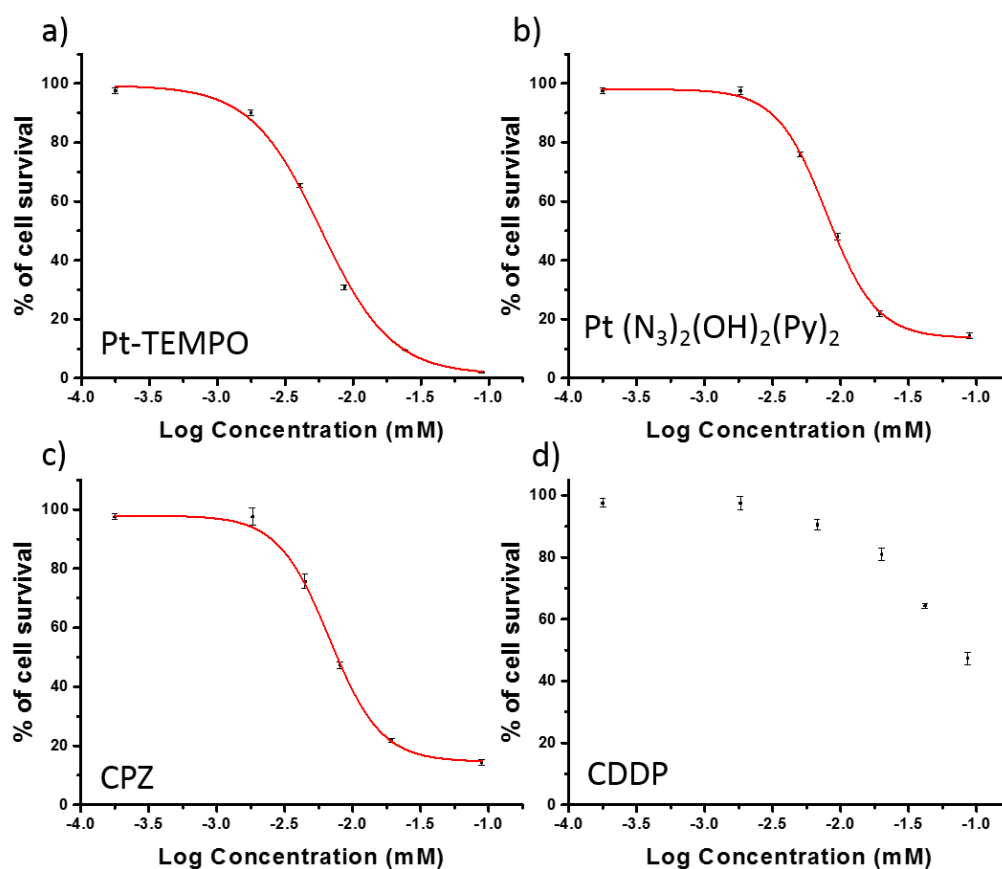 a)
% of cell survival
100
80
60
40
20
0
Pt-TEMPO
-4.0 -3.5 -3.0 -2.5 -2.0 -1.5 -1.0
Log Concentration (mM)
b)
% of cell survival
100
80
60
40
20
0
Pt (N₃)₂(OH)₂(Py)₂
-4.0 -3.5 -3.0 -2.5 -2.0 -1.5 -1.0
Log Concentration (mM)
c)
% of cell survival
100
80
60
40
20
0
CPZ
-4.0 -3.5 -3.0 -2.5 -2.0 -1.5 -1.0
Log Concentration (mM)
d)
% of cell survival
100
80
60
40
20
0
CDDP
-4.0 -3.5 -3.0 -2.5 -2.0 -1.5 -1.0
Log Concentration (mM)